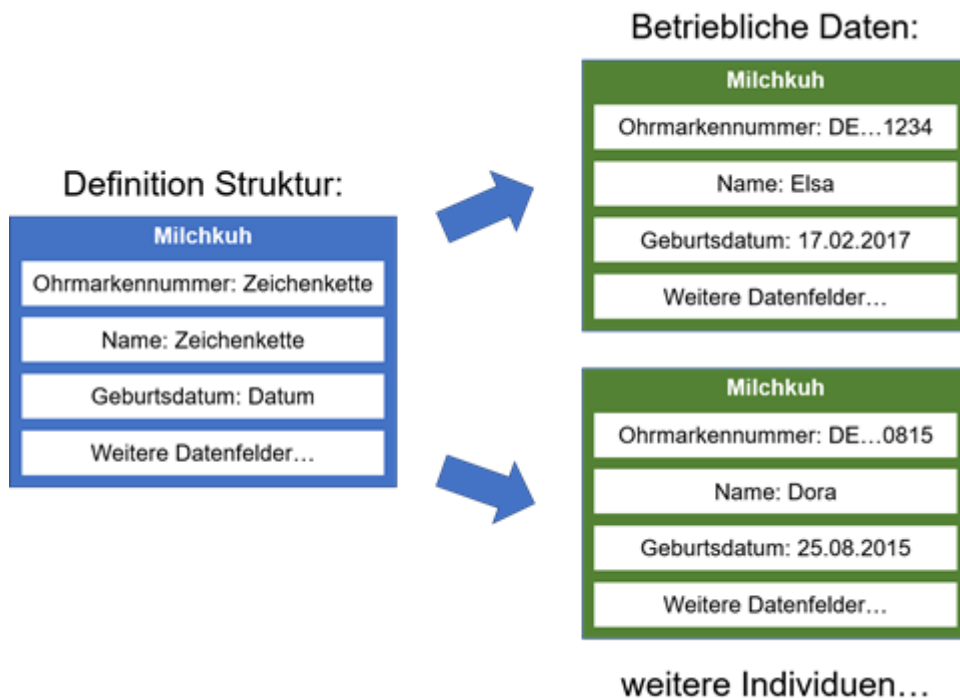 Definition Struktur:
Milchkuh
Ohrmarkennummer: Zeichenkette
Name: Zeichenkette
Geburtsdatum: Datum
Weitere Datenfelder…
Betriebliche Daten:
Milchkuh
Ohrmarkennummer: DE…1234
Name: Elsa
Geburtsdatum: 17.02.2017
Weitere Datenfelder…
Milchkuh
Ohrmarkennummer: DE…0815
Name: Dora
Geburtsdatum: 25.08.2015
Weitere Datenfelder…
weitere Individuen…